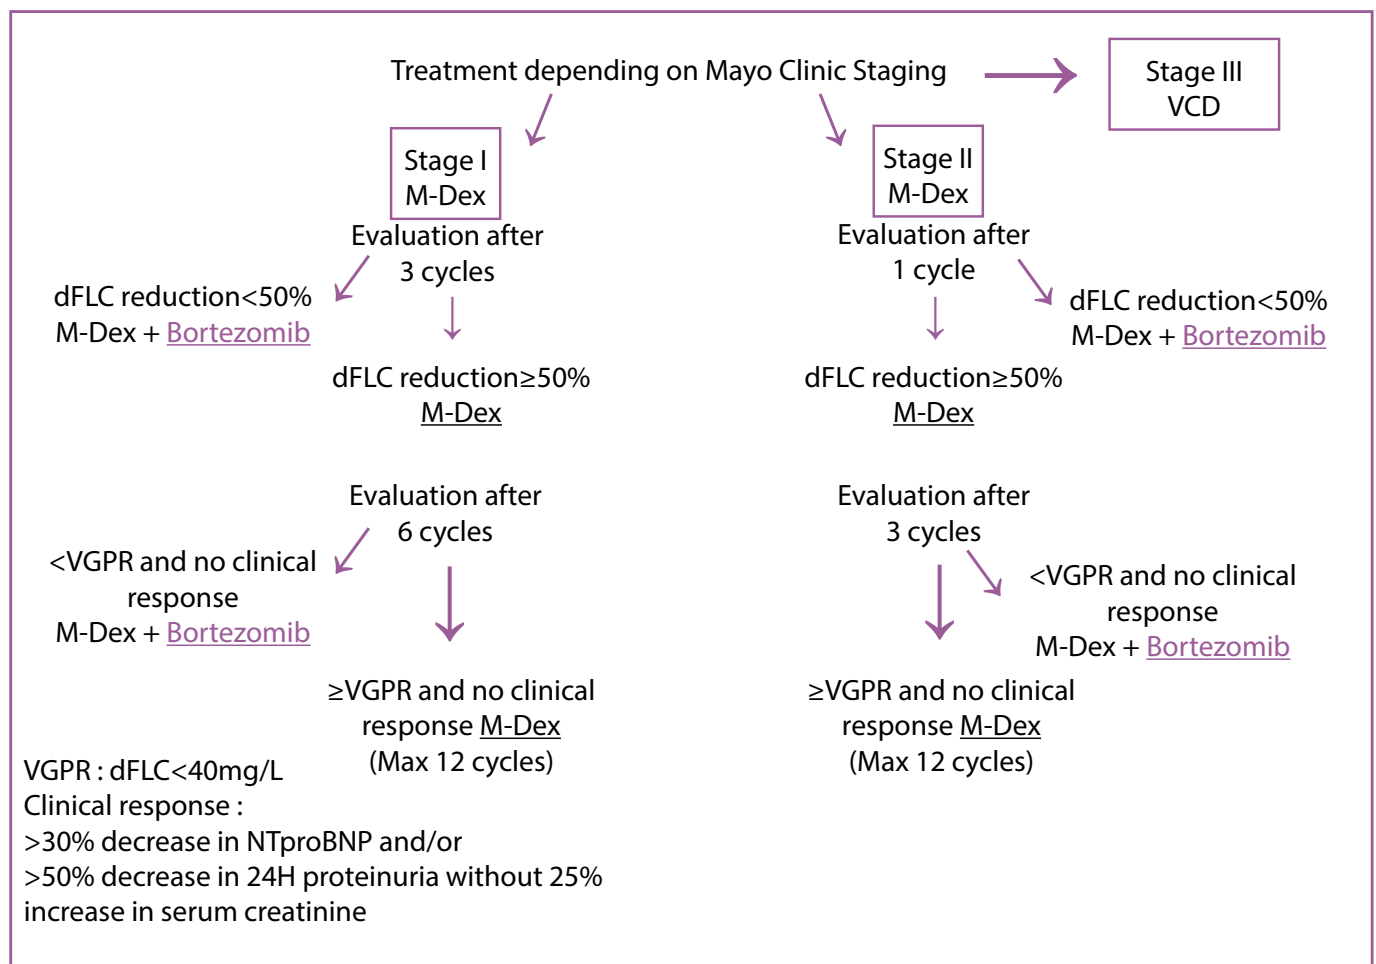 Treatment depending on Mayo Clinic Staging
Stage III
VCD
Stage I
M-Dex
Evaluation after
3 cycles
dFLC reduction<50%
M-Dex + Bortezomib
dFLC reduction≥50%
M-Dex
Evaluation after
6 cycles
<VGPR and no clinical
response
M-Dex + Bortezomib
≥VGPR and no clinical
response M-Dex
(Max 12 cycles)
Stage II
M-Dex
Evaluation after
1 cycle
dFLC reduction<50%
M-Dex + Bortezomib
dFLC reduction≥50%
M-Dex
Evaluation after
3 cycles
<VGPR and no clinical
response
M-Dex + Bortezomib
≥VGPR and no clinical
response M-Dex
(Max 12 cycles)
VGPR : dFLC<40mg/L
Clinical response :
>30% decrease in NTproBNP and/or
>50% decrease in 24H proteinuria without 25%
increase in serum creatinine